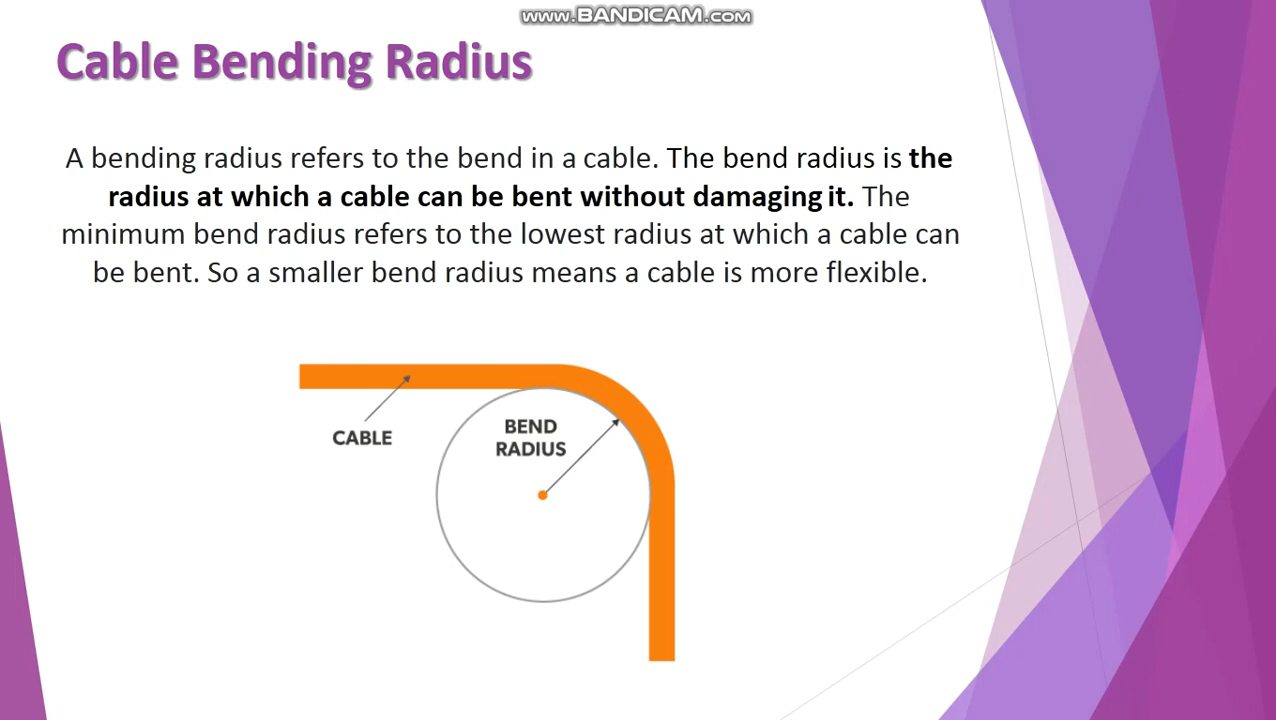 www.BANDICAM.com
Cable Bending Radius
A bending radius refers to the bend in a cable. The bend radius is the
radius at which a cable can be bent without damaging it. The
minimum bend radius refers to the lowest radius at which a cable can
be bent. So a smaller bend radius means a cable is more flexible.
CABLE
BEND
RADIUS